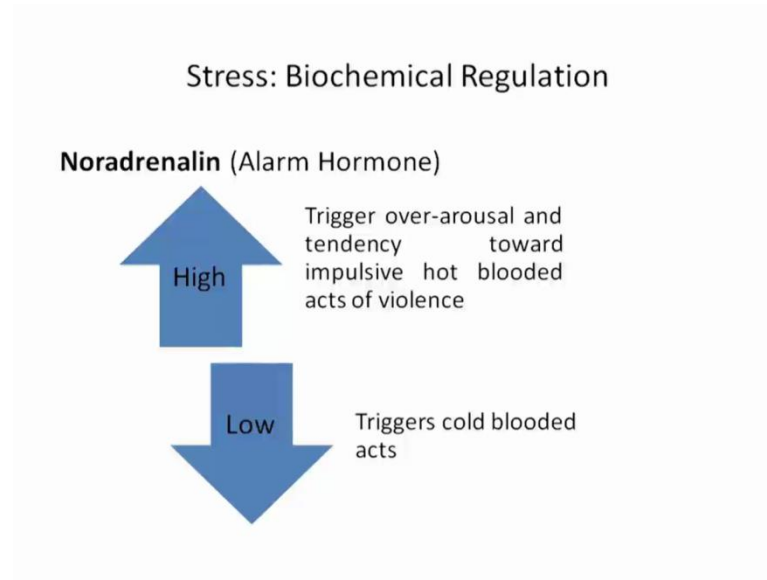 Stress: Biochemical Regulation
Noradrenalin (Alarm Hormone)
High
Trigger over-arousal and
tendency toward
impulsive hot blooded
acts of violence
Low
Triggers cold blooded
acts